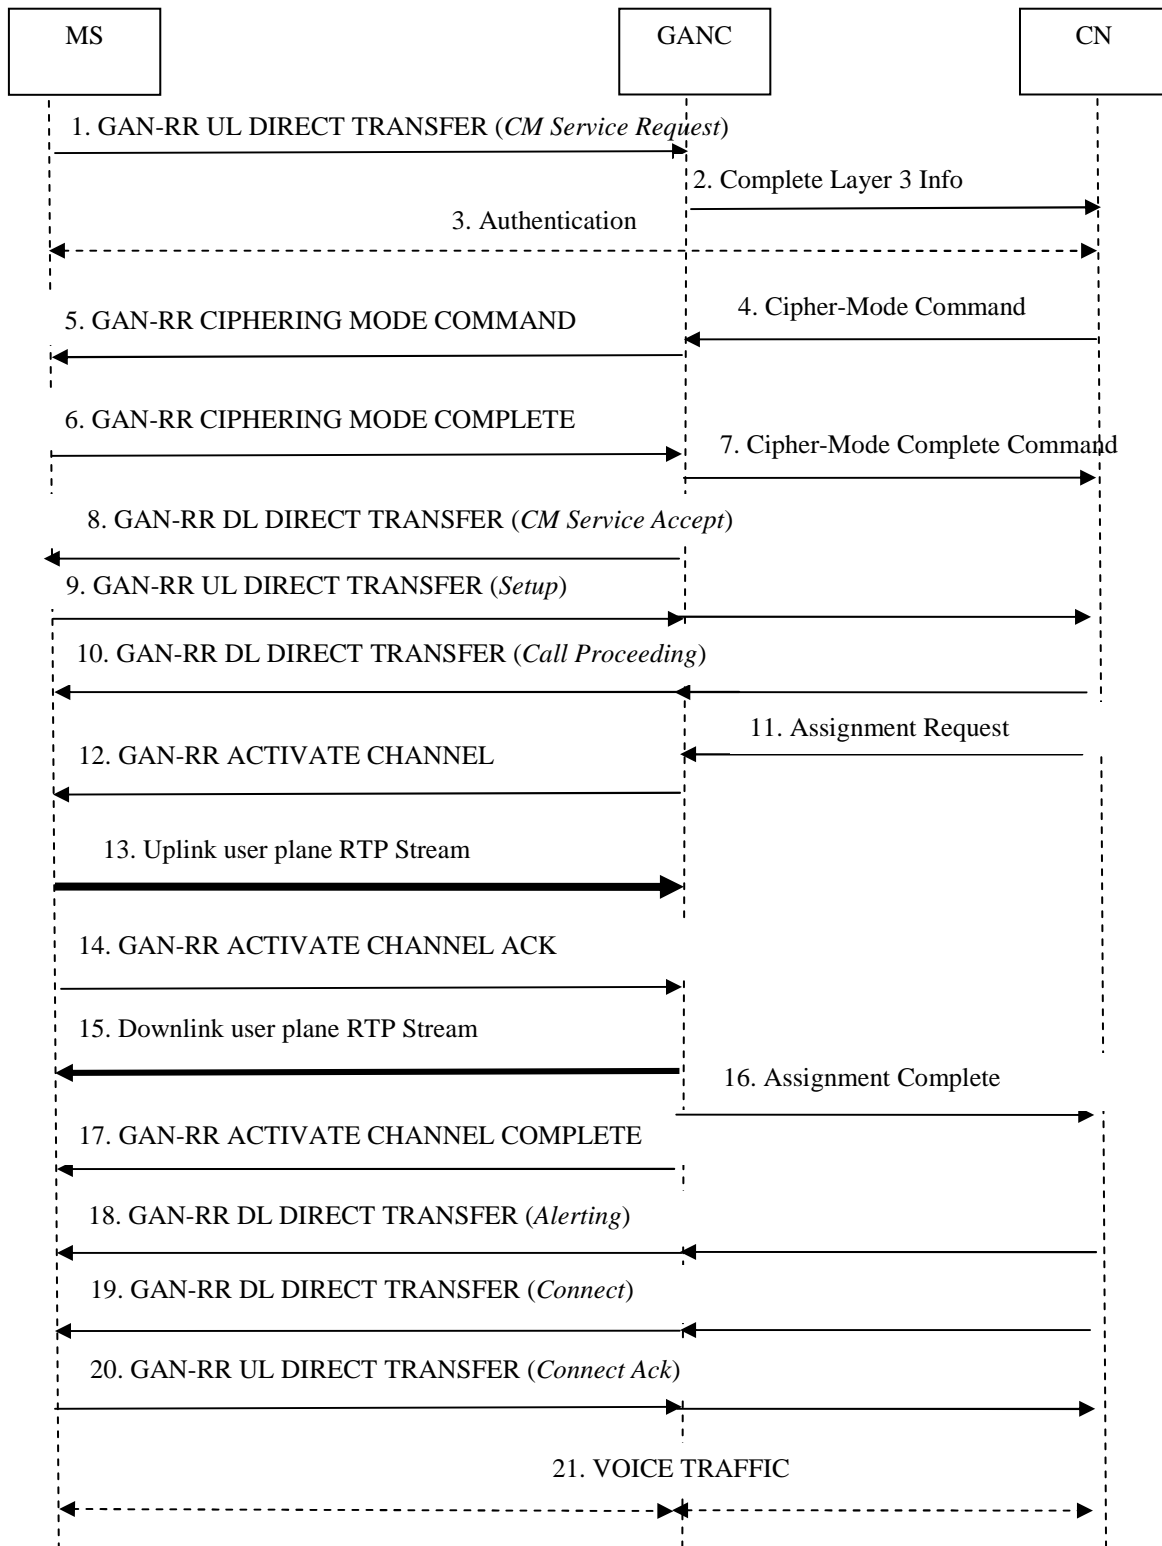 MS
GANC
CN
1. GAN-RR UL DIRECT TRANSFER (CM Service Request)
2. Complete Layer 3 Info
3. Authentication
4. Cipher-Mode Command
5. GAN-RR CIPHERING MODE COMMAND
6. GAN-RR CIPHERING MODE COMPLETE
7. Cipher-Mode Complete Command
8. GAN-RR DL DIRECT TRANSFER (CM Service Accept)
9. GAN-RR UL DIRECT TRANSFER (Setup)
10. GAN-RR DL DIRECT TRANSFER (Call Proceeding)
11. Assignment Request
12. GAN-RR ACTIVATE CHANNEL
13. Uplink user plane RTP Stream
14. GAN-RR ACTIVATE CHANNEL ACK
15. Downlink user plane RTP Stream
16. Assignment Complete
17. GAN-RR ACTIVATE CHANNEL COMPLETE
18. GAN-RR DL DIRECT TRANSFER (Alerting)
19. GAN-RR DL DIRECT TRANSFER (Connect)
20. GAN-RR UL DIRECT TRANSFER (Connect Ack)
21. VOICE TRAFFIC